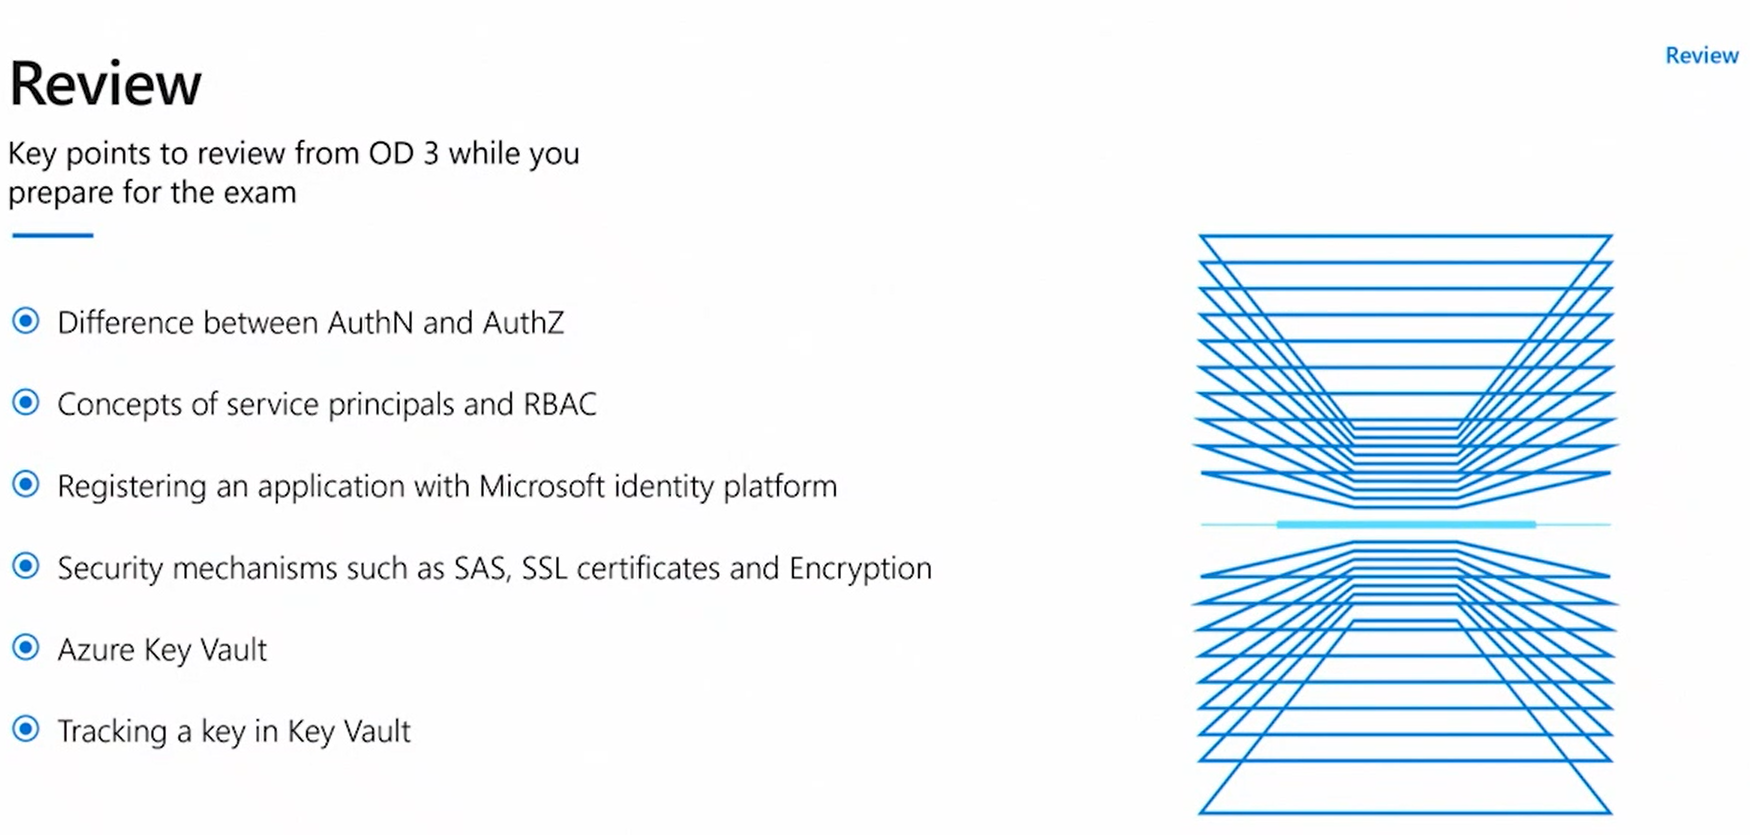 Review
Review
Key points to review from OD 3 while you
prepare for the exam
Difference between AuthN and AuthZ
Concepts of service principals and RBAC
Registering an application with Microsoft identity platform
Security mechanisms such as SAS, SSL certificates and Encryption
Azure Key Vault
Tracking a key in Key Vault